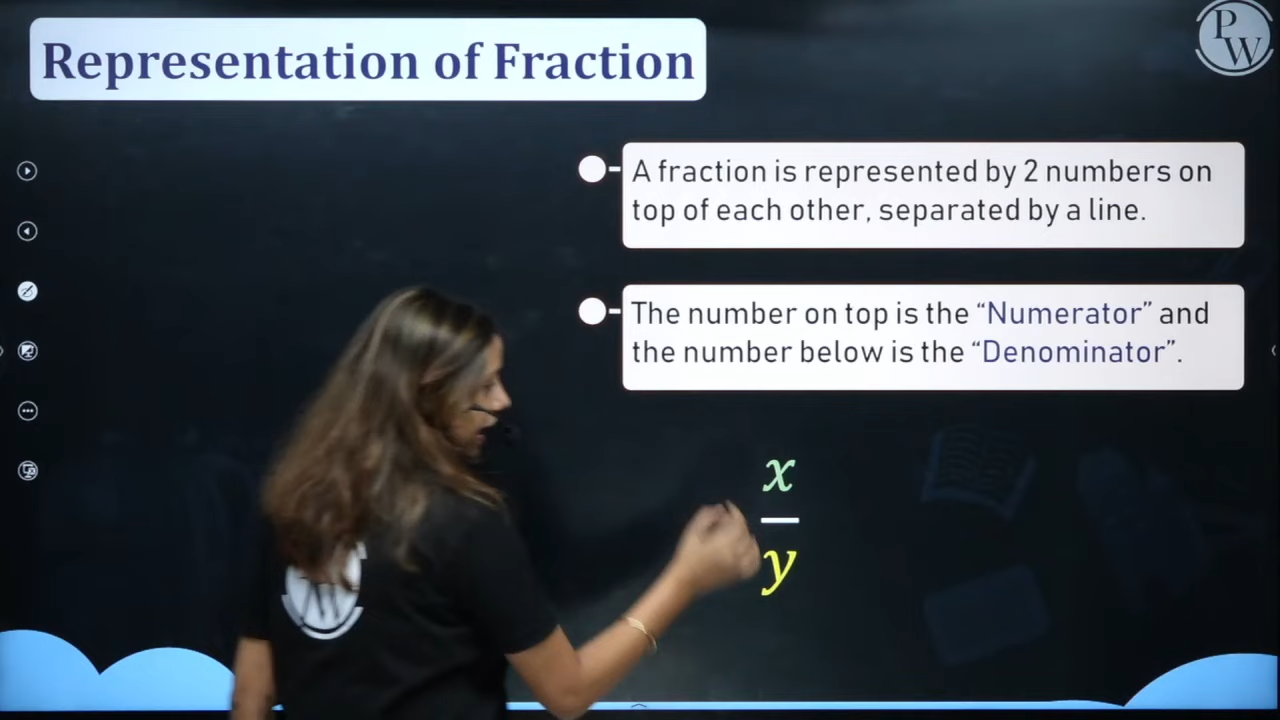 Representation of Fraction
PW
A fraction is represented by 2 numbers on
top of each other, separated by a line.
The number on top is the “Numerator” and
the number below is the “Denominator”.
x
y